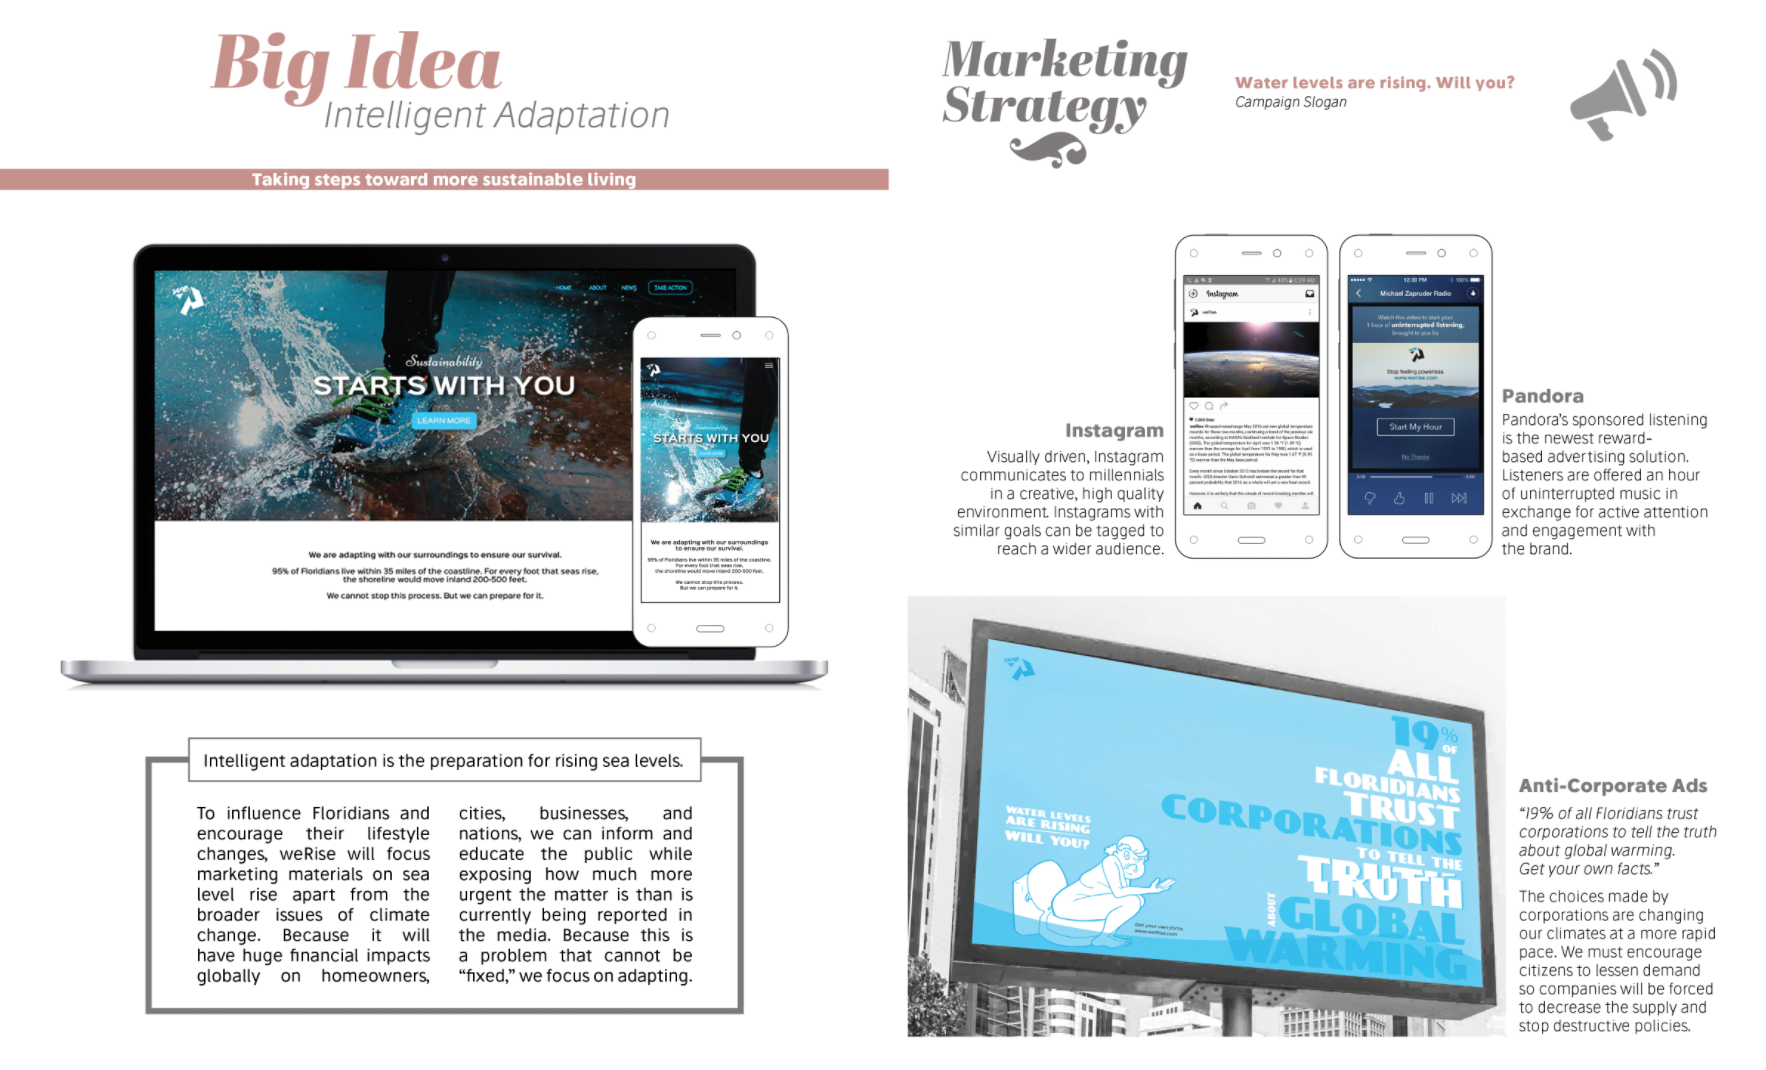 Big Idea
Intelligent Adaptation
Taking steps toward more sustainable living
HOME ABOUT NEWS TAKE ACTION
Sustainability
STARTS WITH YOU
LEARN MORE
We are adapting with our surroundings to ensure our survival.
95% of Floridians live within 35 miles of the coastline. For every foot that seas rise,
the shoreline would move inland 200-500 feet.
We cannot stop this process. But we can prepare for it.
Sustainability
STARTS WITH YOU
LEARN MORE
We are adapting with our surroundings
to ensure our survival.
95% of Floridians live within 35 miles of the coastline.
For every foot that seas rise,
the shoreline would move inland 200-500 feet.
We cannot stop this process.
But we can prepare for it.
Intelligent adaptation is the preparation for rising sea levels.
To influence Floridians and
encourage their lifestyle
changes, weRise will focus
marketing materials on sea
level rise apart from the
broader issues of climate
change. Because it will
have huge financial impacts
globally on homeowners,
cities, businesses, and
nations, we can inform and
educate the public while
exposing how much more
urgent the matter is than is
currently being reported in
the media. Because this is
a problem that cannot be
“fixed,” we focus on adapting.
Marketing
Strategy
Water levels are rising. Will you?
Campaign Slogan
Instagram
Visually driven, Instagram
communicates to millennials
in a creative, high quality
environment. Instagrams with
similar goals can be tagged to
reach a wider audience.
Instagram
weRise
12:30 PM 100%
Michael Zapruder Radio
Watch this video to start your
1 hour of uninterrupted listening,
brought to you by
Stop feeling powerless.
www.werise.com
Start My Hour
No Thanks
Pandora
Pandora's sponsored listening
is the newest reward-
based advertising solution.
Listeners are offered an hour
of uninterrupted music in
exchange for active attention
and engagement with
the brand.
WATER LEVELS
ARE RISING
WILL YOU?
19% OF
ALL
FLORIDIANS
TRUST
CORPORATIONS
TO TELL THE
TRUTH
ABOUT
GLOBAL
WARMING
Get your own facts.
www.weRise.com
Anti-Corporate Ads
“19% of all Floridians trust
corporations to tell the truth
about global warming.
Get your own facts.”
The choices made by
corporations are changing
our climates at a more rapid
pace. We must encourage
citizens to lessen demand
so companies will be forced
to decrease the supply and
stop destructive policies.